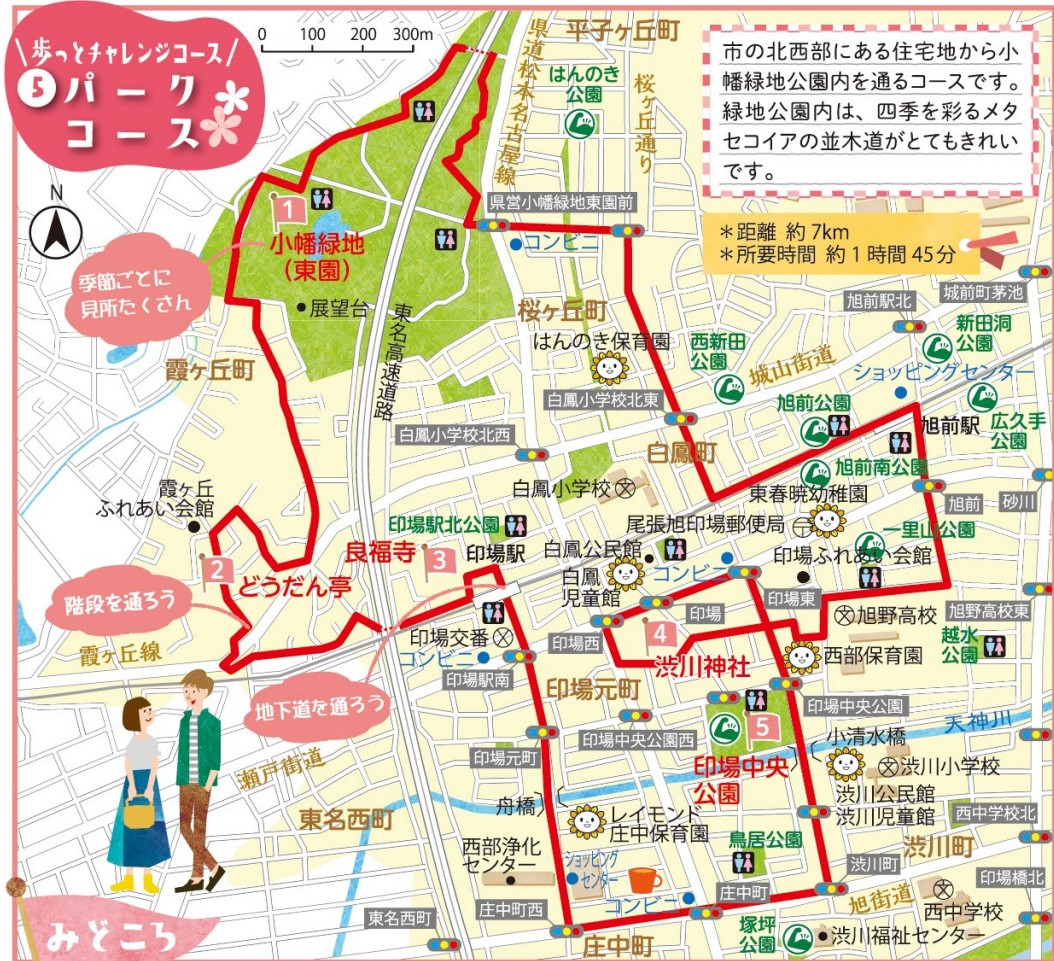 歩っとチャレンジコース
5 パーク
コース
0 100 200 300m
N
市の北西部にある住宅地から小
幡緑地公園内を通るコースです。
緑地公園内は、四季を彩るメタ
セコイアの並木道がとてもきれい
です。
*距離 約7km
*所要時間 約1時間45分
平子ヶ丘町
県道松本名古屋線
はんのき
公園
桜ヶ丘通り
県営小幡緑地東園前
コンビニ
1
小幡緑地
(東園)
季節ごとに
見所たくさん
展望台
東名高速道路
霞ヶ丘町
桜ヶ丘町
はんのき保育園
西新田
公園
城山街道
旭前駅北
城前町茅池
新田洞
公園
ショッピングセンター
白鳳小学校北東
白鳳小学校北西
白鳳町
旭前公園
旭前駅
広久手
公園
旭前南公園
白鳳小学校
東春暁幼稚園
旭前
砂川
霞ヶ丘
ふれあい会館
印場駅北公園
尾張旭印場郵便局
一里山公園
良福寺
3
印場駅
白鳳公民館
白鳳
児童館
コンビニ
印場ふれあい会館
2
どうだん亭
階段を通ろう
印場
印場東
旭野高校
旭野高校東
印場西
4
渋川神社
印場交番
コンビニ
霞ヶ丘線
西部保育園
越水
公園
印場駅南
地下道を通ろう
印場元町
5
印場中央公園
印場中央公園西
天神川
印場元町
印場中央
公園
小清水橋
渋川小学校
瀬戸街道
舟橋
渋川公民館
渋川児童館
東名西町
レイモンド
庄中保育園
西中学校北
鳥居公園
渋川町
西部浄化
センター
ショッピング
センター
渋川町
印場橋北
コンビニ
庄中町
旭街道
東名西町
庄中町西
西中学校
庄中町
塚坪
公園
渋川福祉センター
みどころ